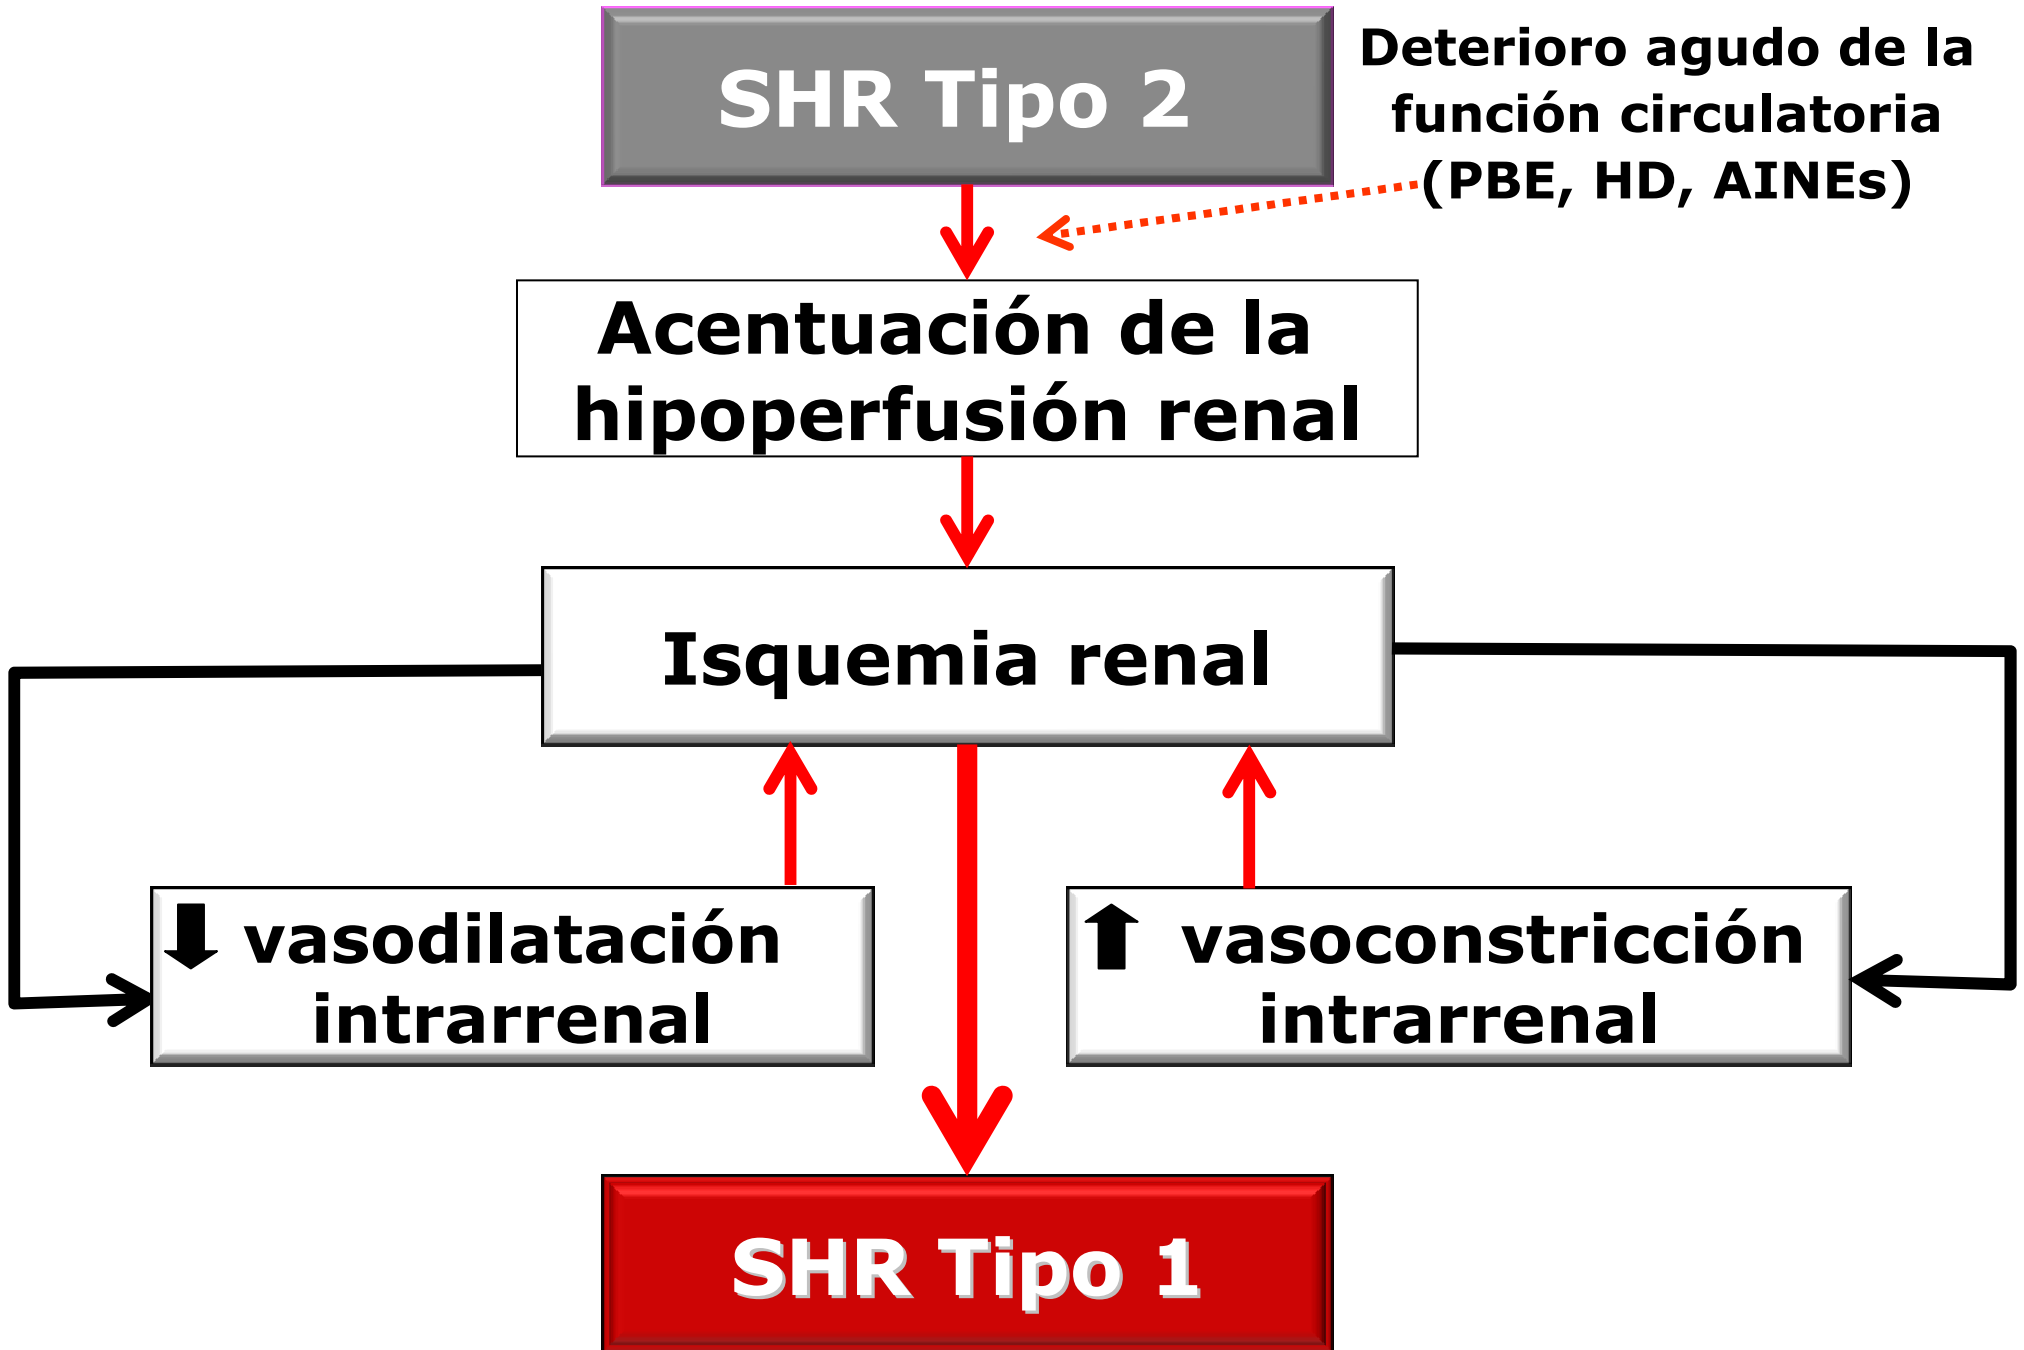 SHR Tipo 2
Deterioro agudo de la
función circulatoria
(PBE, HD, AINEs)
Acentuación de la
hipoperfusión renal
Isquemia renal
vasodilatación
intrarrenal
vasoconstricción
intrarrenal
SHR Tipo 1